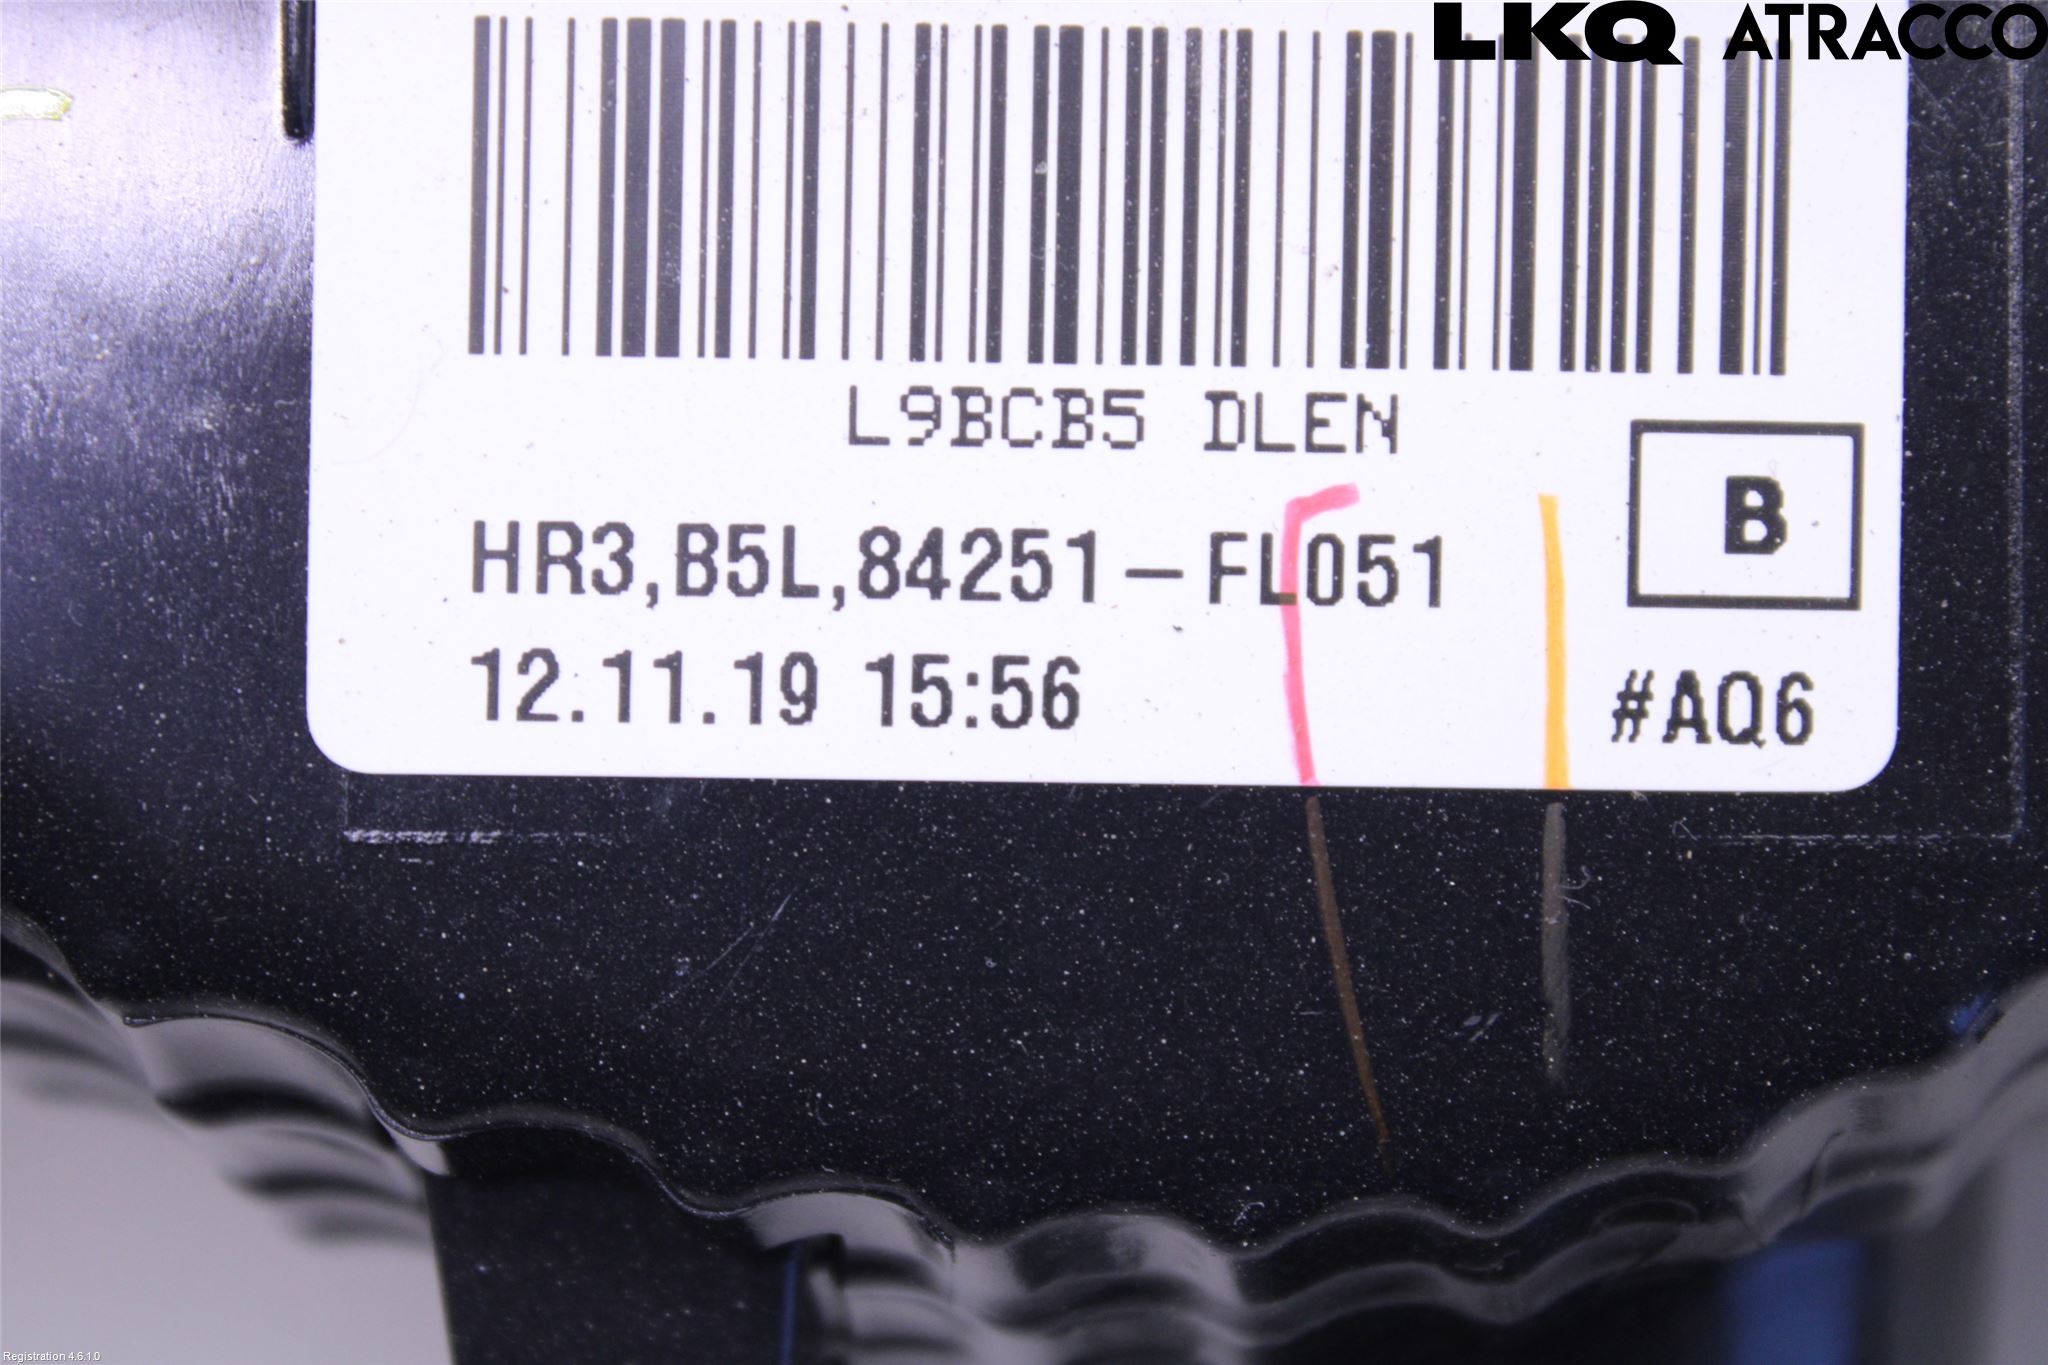 LKQ ATRACCO
L9BCB5 DLEN
HR3,B5L,84251-FL051
B
12.11.19 15:56
#AQ6
Registration 4.6.1.0